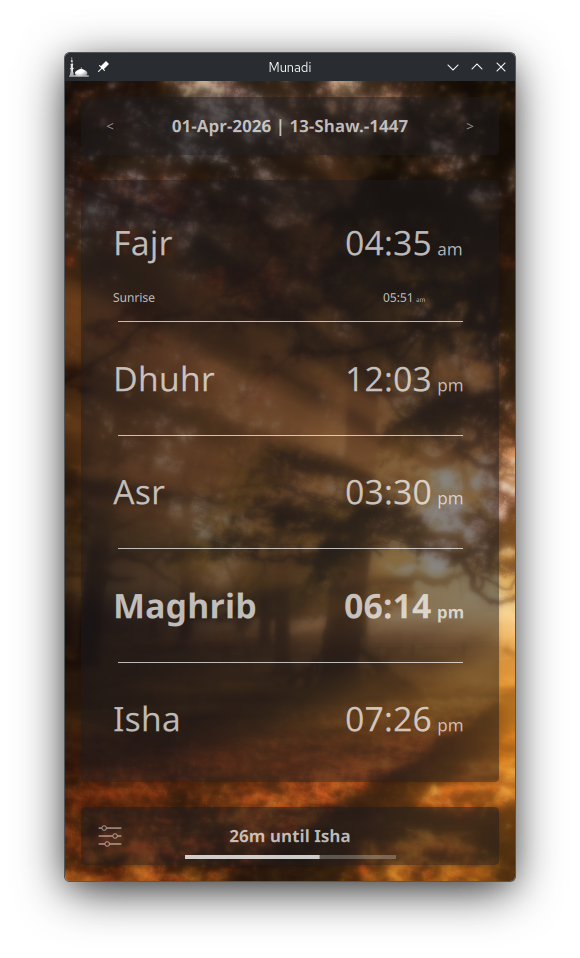 Munadi
< 01-Apr-2026 | 13-Shaw.-1447 >
Fajr 04:35 am
Sunrise 05:51 am
Dhuhr 12:03 pm
Asr 03:30 pm
Maghrib 06:14 pm
Isha 07:26 pm
26m until Isha